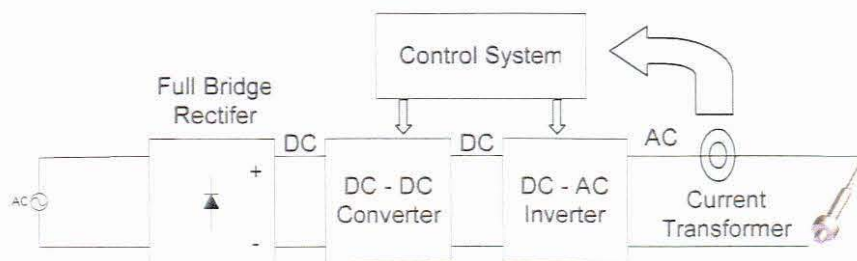 Control System
Full Bridge
Rectifer
DC
DC
AC
AC
+
-
DC - DC
Converter
DC - AC
Inverter
Current
Transformer